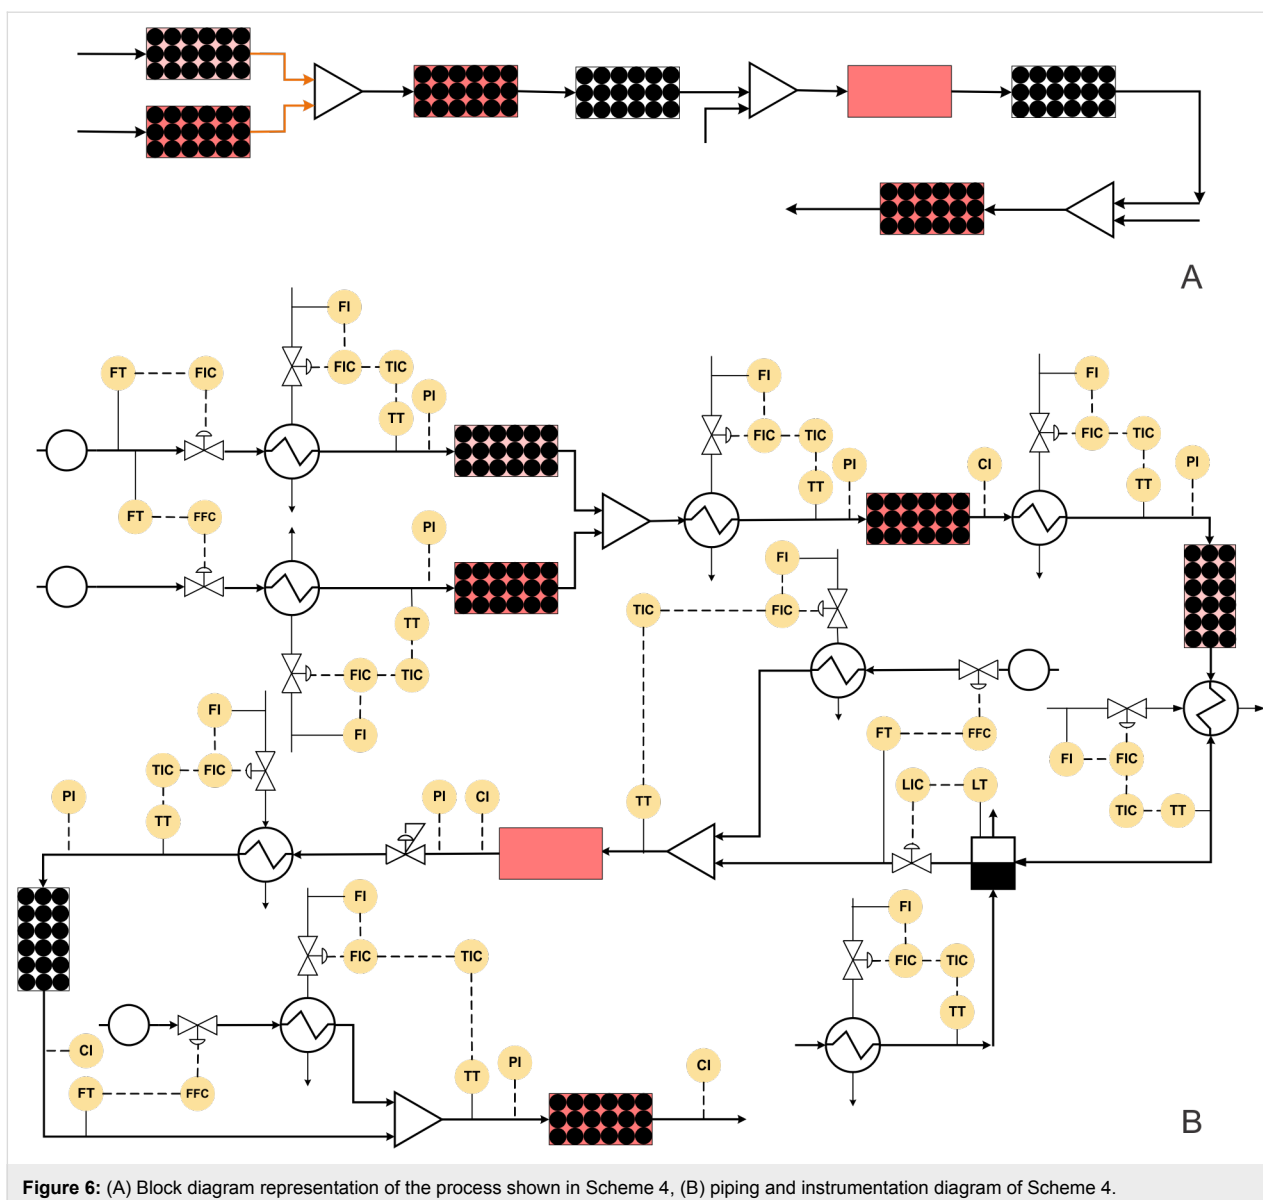 A
FI
FT FIC FIC TIC
PI
TT
FI FI
FIC TIC FIC TIC
PI CI PI
TT TT
FT FFC
PI
FI
TIC FIC
TT
FIC TIC
FI
FI
FT FFC
FI FIC
TIC FIC
LIC LT
PI PI CI
TT
TIC TT
TT
FI FI
FIC TIC FIC TIC
TT
CI
PI CI
TT
FT FFC
B
Figure 6: (A) Block diagram representation of the process shown in Scheme 4, (B) piping and instrumentation diagram of Scheme 4.